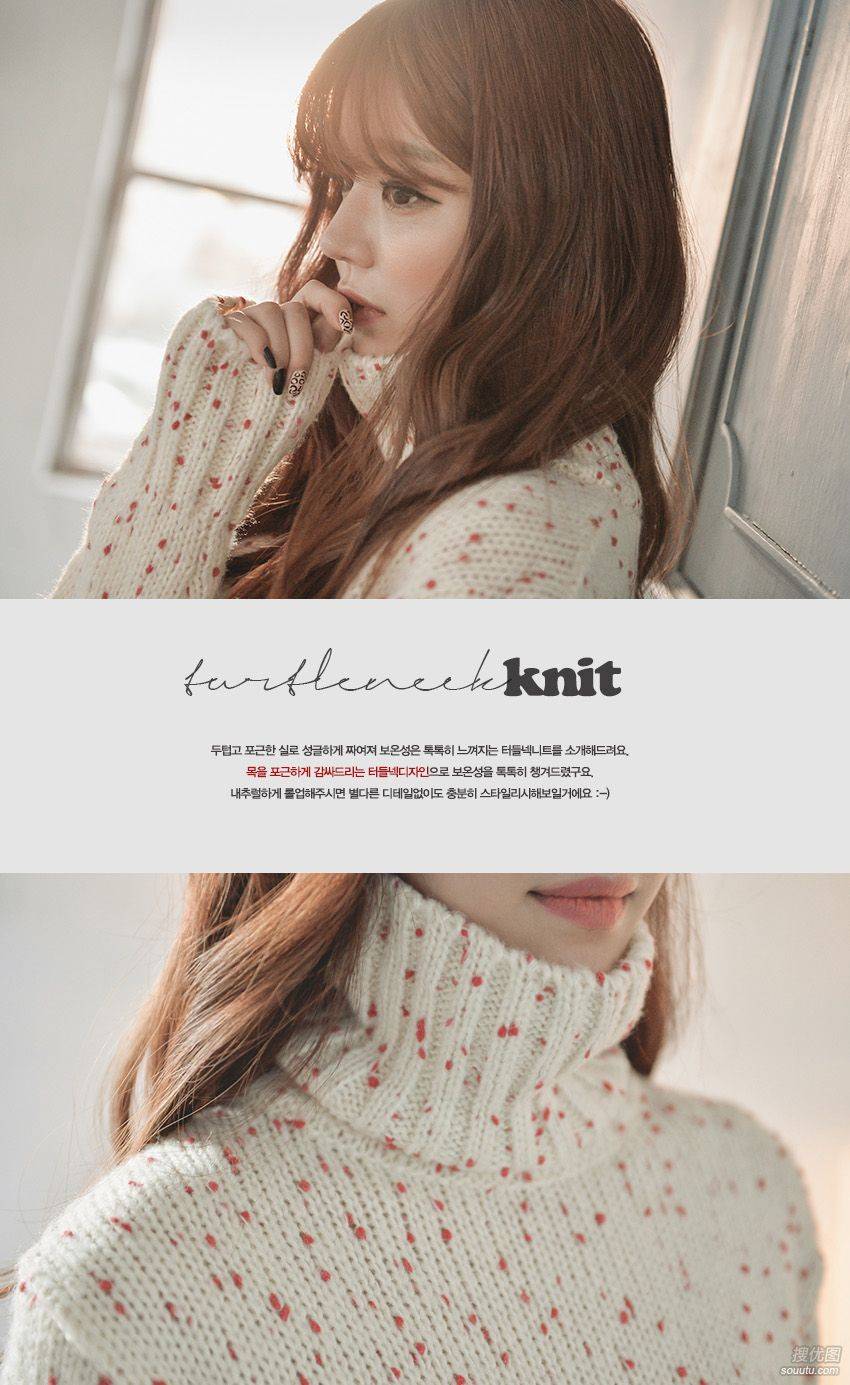 turtleneck knit
두텁고 포근한 실로 성글하게 짜여져 보온성은 톡톡히 느껴지는 터들넥니트를 소개해드려요.
목을 포근하게 감싸드리는 터들넥디자인으로 보온성을 톡톡히 챙겨드렸구요.
내추럴하게 롤업해주시면 별다른 디테일없이도 충분히 스타일리시해보일거에요 :-)
搜优图
souutu.com